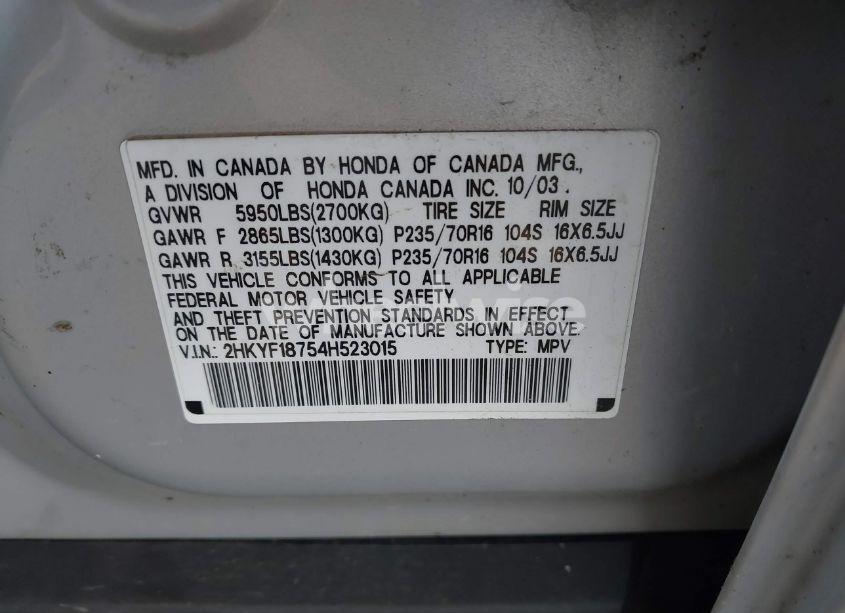 MFD. IN CANADA BY HONDA OF CANADA MFG.,
A DIVISION OF HONDA CANADA INC. 10/03.
GVWR 5950LBS(2700KG) TIRE SIZE RIM SIZE
GAWR F 2865LBS(1300KG) P235/70R16 104S 16X6.5JJ
GAWR R 3155LBS(1430KG) P235/70R16 104S 16X6.5JJ
THIS VEHICLE CONFORMS TO ALL APPLICABLE
FEDERAL MOTOR VEHICLE SAFETY
AND THEFT PREVENTION STANDARDS IN EFFECT
ON THE DATE OF MANUFACTURE SHOWN ABOVE.
V.I.N.: 2HKYF18754H523015 TYPE: MPV